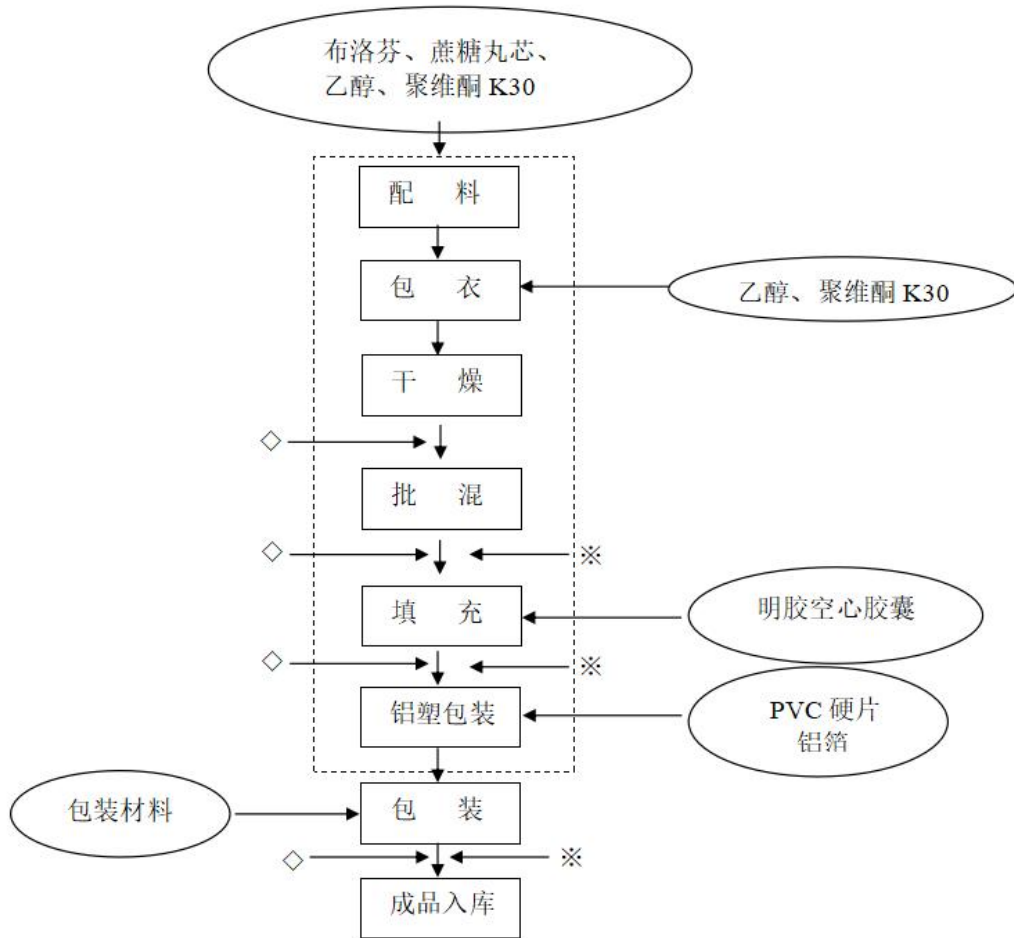 布洛芬、蔗糖丸芯、
乙醇、聚维酮 K30
配 料
包 衣
乙醇、聚维酮 K30
干 燥
◇
批 混
◇
※
填 充
明胶空心胶囊
◇
※
铝塑包装
PVC 硬片
铝箔
包装材料
包 装
◇
※
成品入库